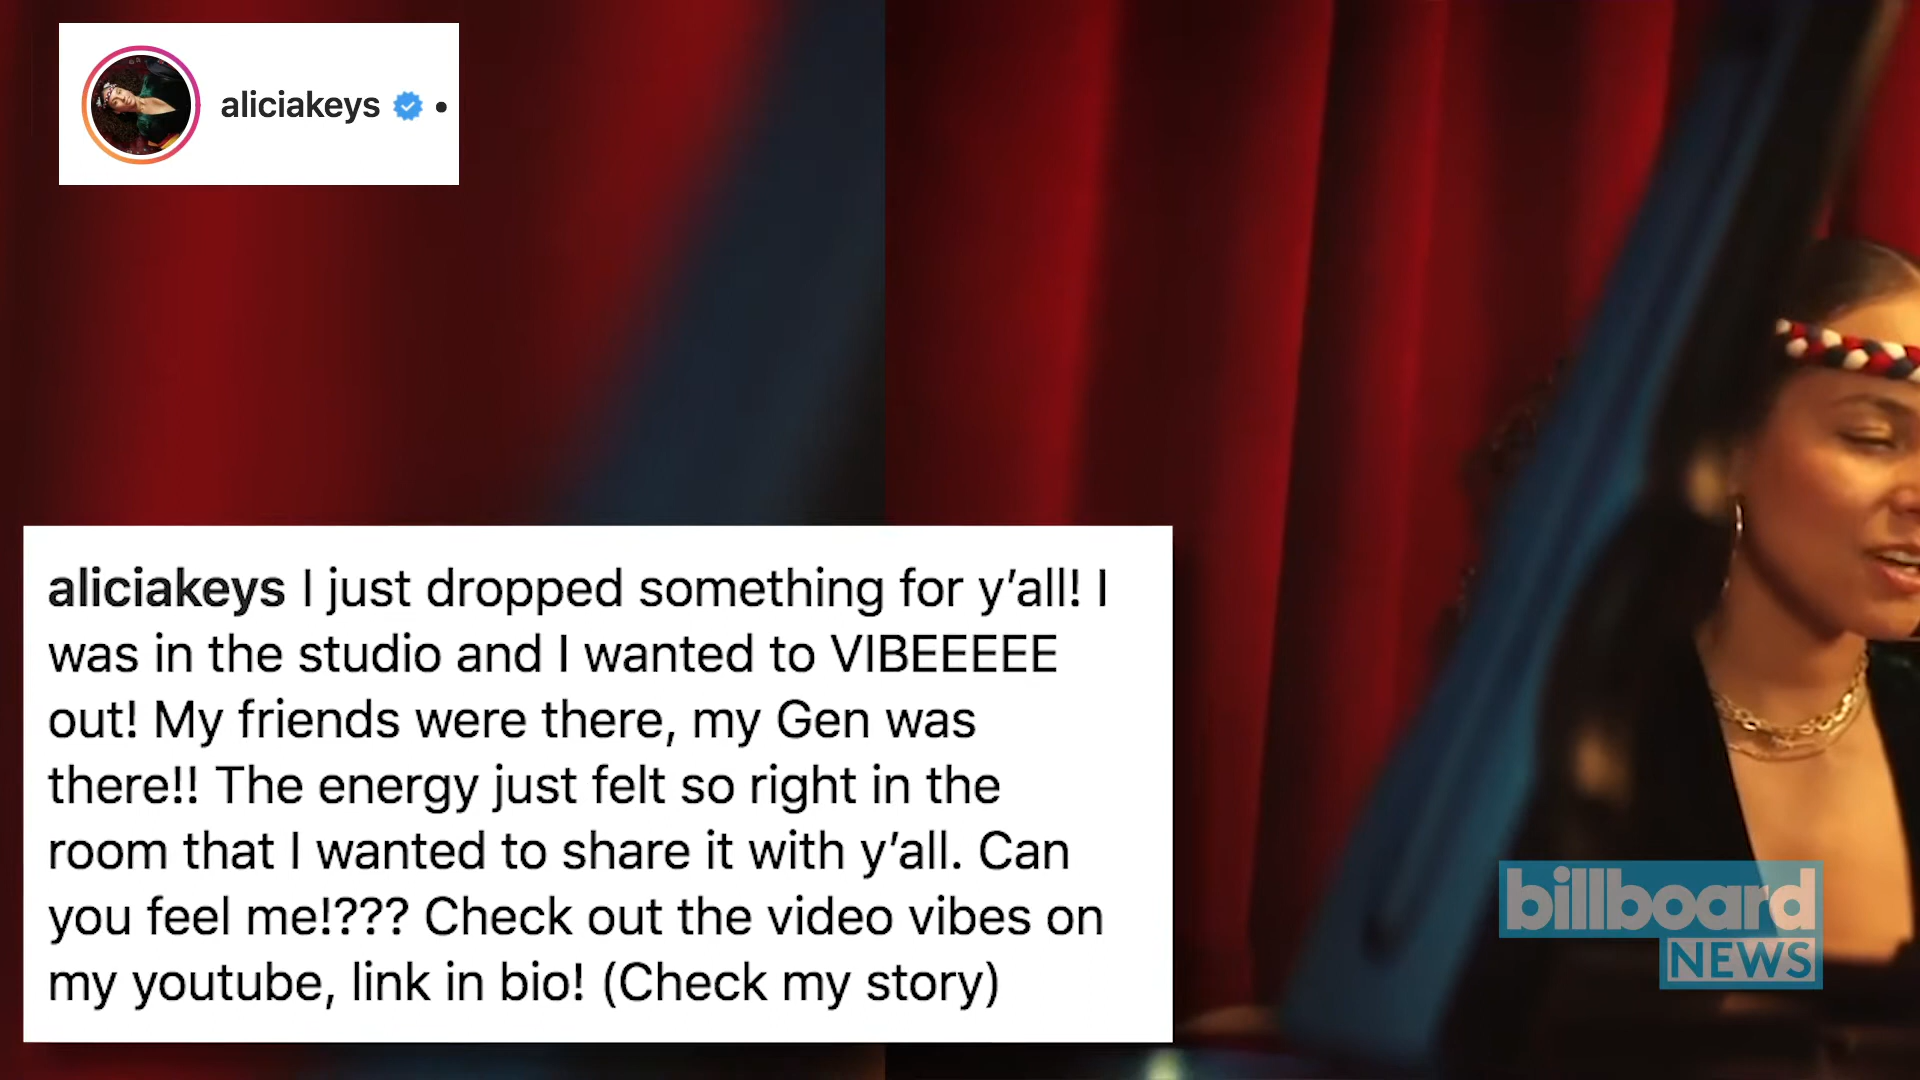 aliciakeys •
aliciakeys I just dropped something for y’all! I
was in the studio and I wanted to VIBEEEEE
out! My friends were there, my Gen was
there!! The energy just felt so right in the
room that I wanted to share it with y’all. Can
you feel me!??? Check out the video vibes on
my youtube, link in bio! (Check my story)
billboard
NEWS